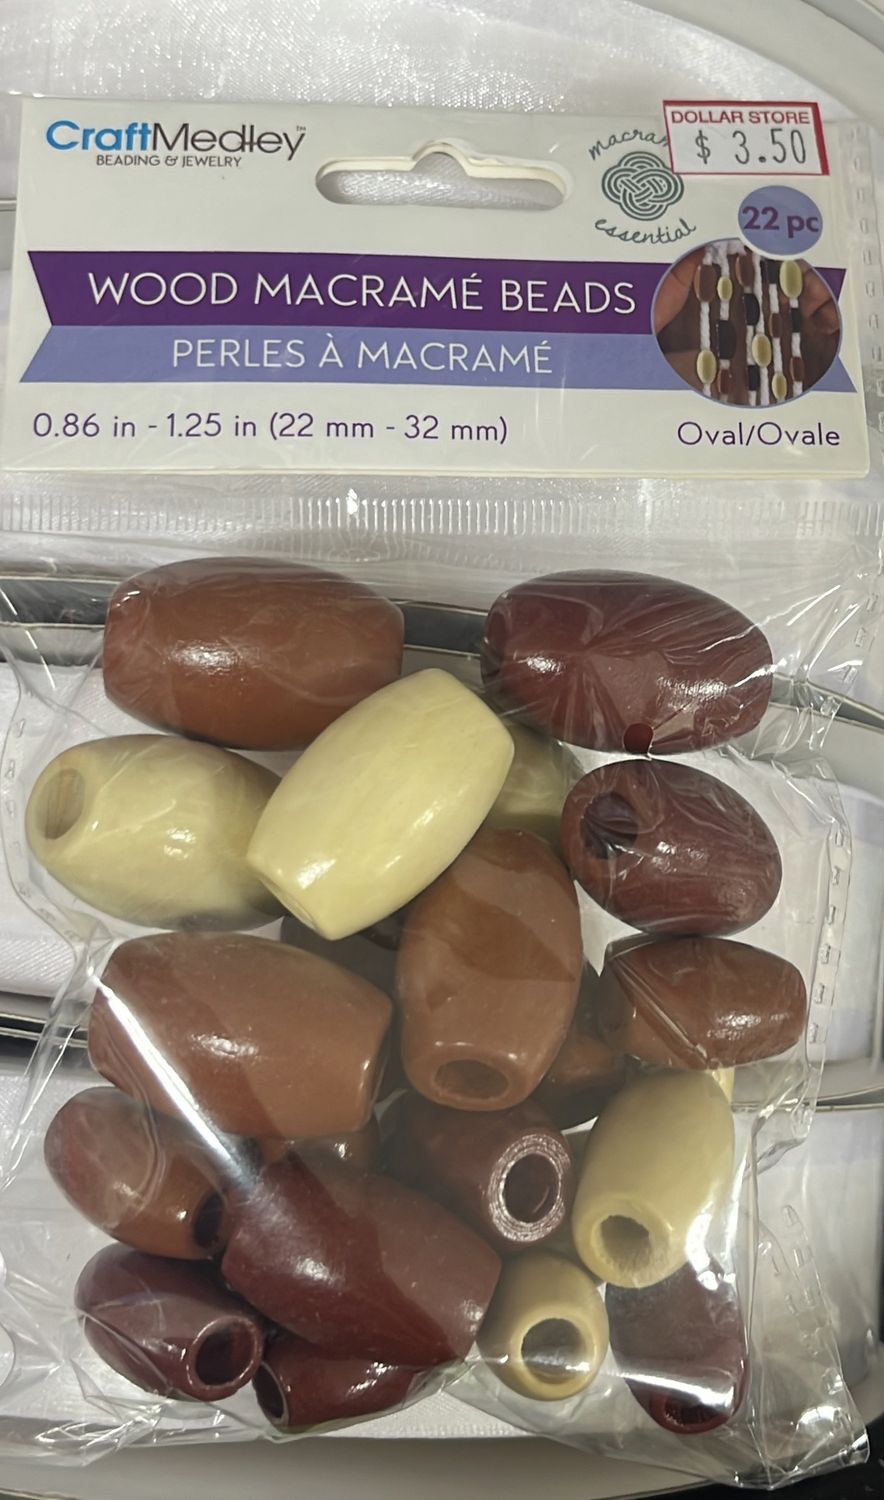 CraftMedley™
BEADING & JEWELRY
essential
DOLLAR STORE
$ 3.50
22 pc
WOOD MACRAMÉ BEADS
PERLES À MACRAMÉ
0.86 in - 1.25 in (22 mm - 32 mm)
Oval/Ovale